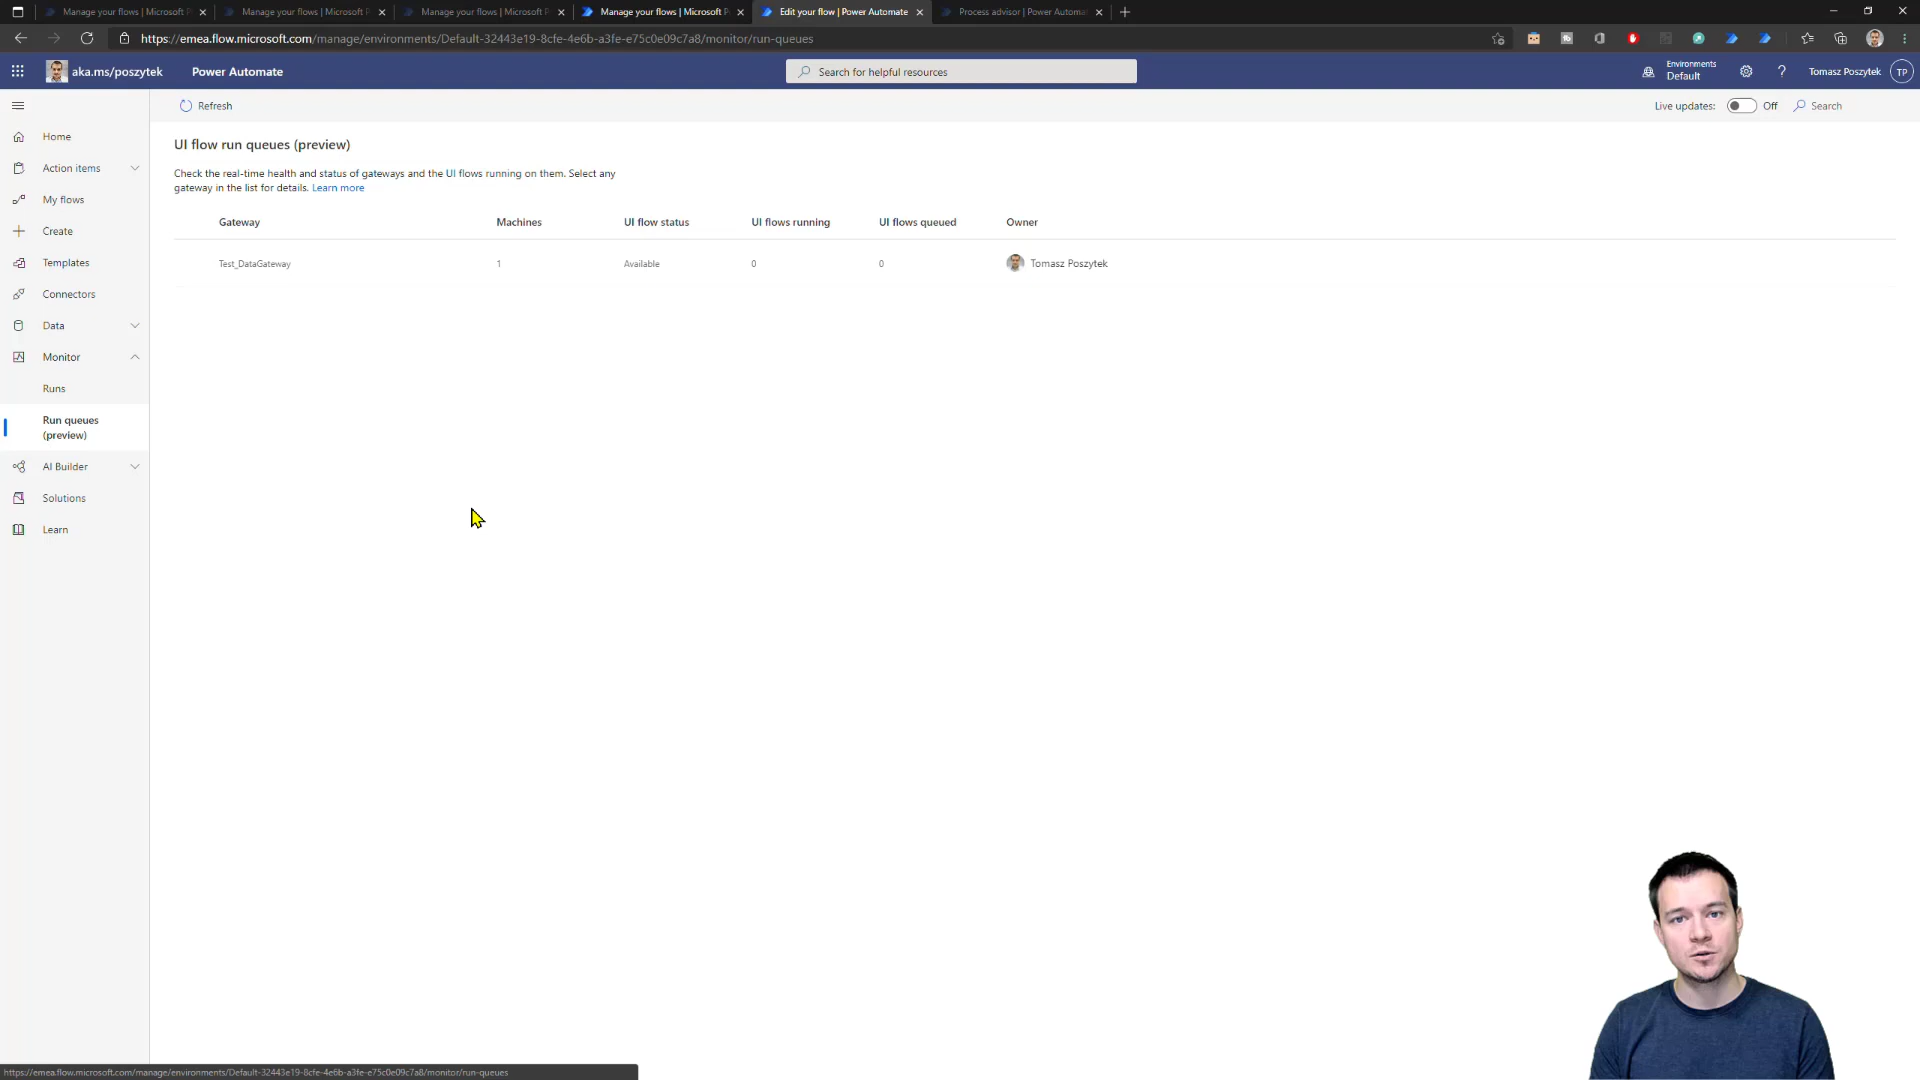 Manage your flows | Microsoft P
Manage your flows | Microsoft P
Manage your flows | Microsoft P
Manage your flows | Microsoft P
Edit your flow | Power Automate
Process advisor | Power Automat
https://emea.flow.microsoft.com/manage/environments/Default-32443e19-8cfe-4e6b-a3fe-e75c0e09c7a8/monitor/run-queues
aka.ms/poszytek
Power Automate
Search for helpful resources
Environments
Default
Tomasz Poszytek
TP
Refresh
Live updates:
Off
Search
Home
Action items
My flows
Create
Templates
Connectors
Data
Monitor
Runs
Run queues
(preview)
AI Builder
Solutions
Learn
UI flow run queues (preview)
Check the real-time health and status of gateways and the UI flows running on them. Select any
gateway in the list for details. Learn more
Gateway Machines UI flow status UI flows running UI flows queued Owner
Test_DataGateway 1 Available 0 0 Tomasz Poszytek
https://emea.flow.microsoft.com/manage/environments/Default-32443e19-8cfe-4e6b-a3fe-e75c0e09c7a8/monitor/run-queues